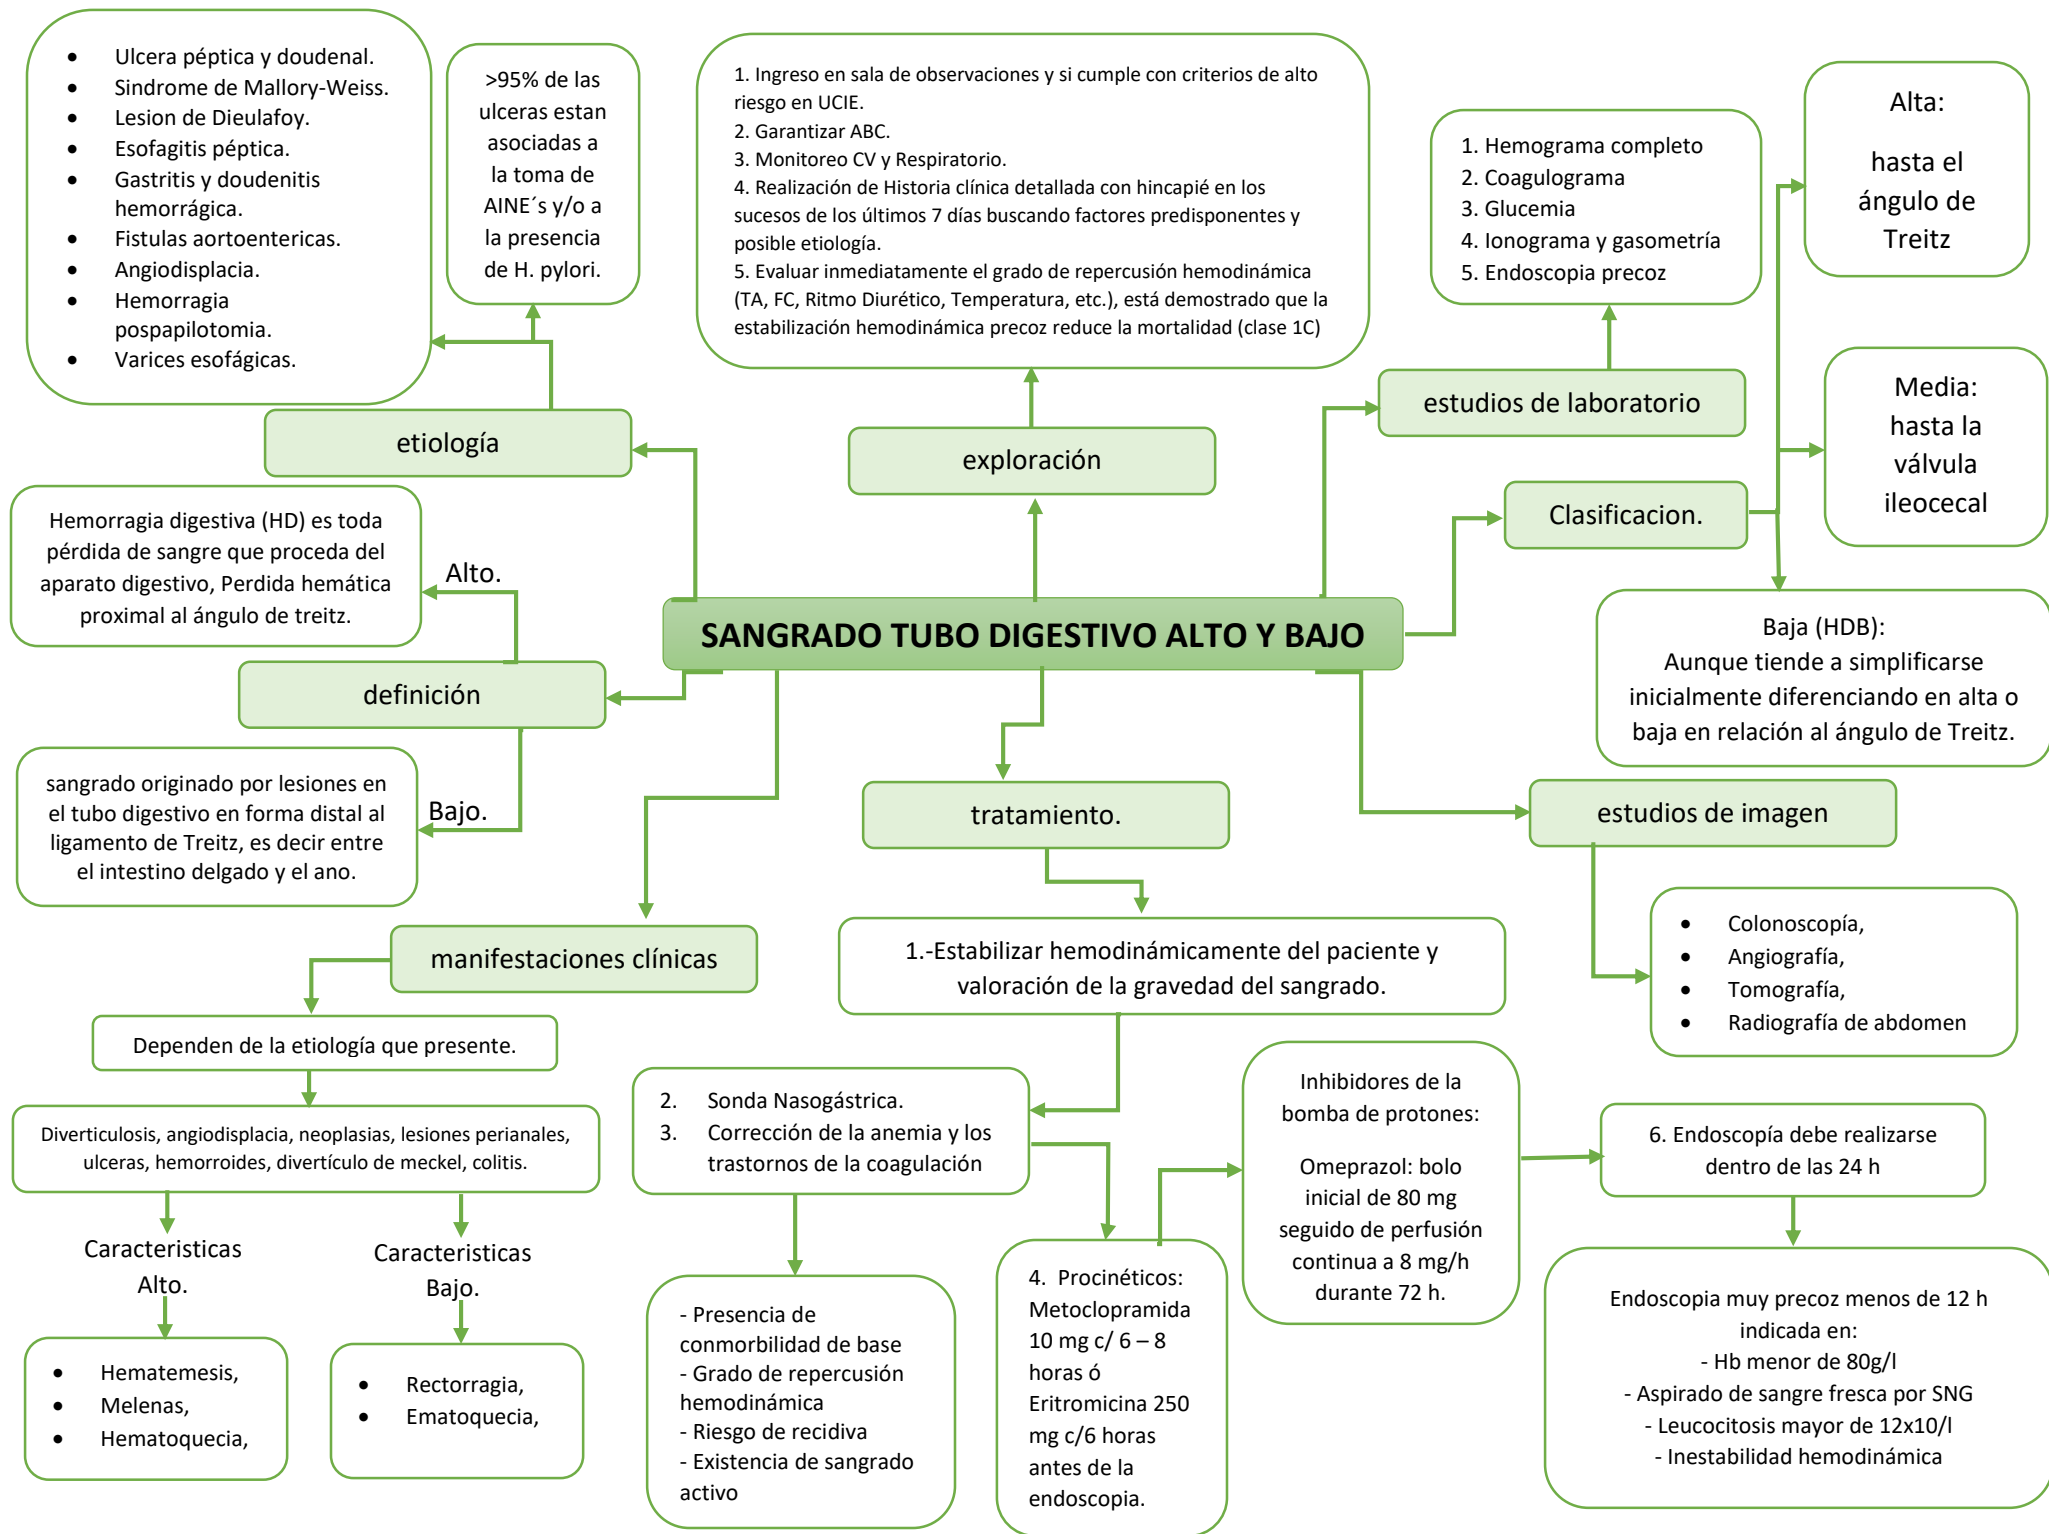 • Ulcera péptica y doudenal.
• Sindrome de Mallory-Weiss.
• Lesion de Dieulafoy.
• Esofagitis péptica.
• Gastritis y doudenitis
hemorrágica.
• Fistulas aortoentericas.
• Angiodisplacia.
• Hemorragia
pospapilotomia.
• Varices esofágicas.
>95% de las
ulceras estan
asociadas a
la toma de
AINE´s y/o a
la presencia
de H. pylori.
1. Ingreso en sala de observaciones y si cumple con criterios de alto
riesgo en UCIE.
2. Garantizar ABC.
3. Monitoreo CV y Respiratorio.
4. Realización de Historia clínica detallada con hincapié en los
sucesos de los últimos 7 días buscando factores predisponentes y
posible etiología.
5. Evaluar inmediatamente el grado de repercusión hemodinámica
(TA, FC, Ritmo Diurético, Temperatura, etc.), está demostrado que la
estabilización hemodinámica precoz reduce la mortalidad (clase 1C)
1. Hemograma completo
2. Coagulograma
3. Glucemia
4. Ionograma y gasometría
5. Endoscopia precoz
Alta:
hasta el
ángulo de
Treitz
Media:
hasta la
válvula
ileocecal
etiología
exploración
estudios de laboratorio
Clasificacion.
Hemorragia digestiva (HD) es toda
pérdida de sangre que proceda del
aparato digestivo, Perdida hemática
proximal al ángulo de treitz.
Alto.
SANGRADO TUBO DIGESTIVO ALTO Y BAJO
Baja (HDB):
Aunque tiende a simplificarse
inicialmente diferenciando en alta o
baja en relación al ángulo de Treitz.
definición
sangrado originado por lesiones en
el tubo digestivo en forma distal al
ligamento de Treitz, es decir entre
el intestino delgado y el ano.
Bajo.
tratamiento.
estudios de imagen
manifestaciones clínicas
1.-Estabilizar hemodinámicamente del paciente y
valoración de la gravedad del sangrado.
• Colonoscopía,
• Angiografía,
• Tomografía,
• Radiografía de abdomen
Dependen de la etiología que presente.
Diverticulosis, angiodisplacia, neoplasias, lesiones perianales,
ulceras, hemorroides, divertículo de meckel, colitis.
2. Sonda Nasogástrica.
3. Corrección de la anemia y los
trastornos de la coagulación
Inhibidores de la
bomba de protones:
Omeprazol: bolo
inicial de 80 mg
seguido de perfusión
continua a 8 mg/h
durante 72 h.
6. Endoscopía debe realizarse
dentro de las 24 h
Caracteristicas
Alto.
Caracteristicas
Bajo.
• Hematemesis,
• Melenas,
• Hematoquecia,
• Rectorragia,
• Ematoquecia,
- Presencia de
conmorbilidad de base
- Grado de repercusión
hemodinámica
- Riesgo de recidiva
- Existencia de sangrado
activo
4. Procinéticos:
Metoclopramida
10 mg c/ 6 – 8
horas ó
Eritromicina 250
mg c/6 horas
antes de la
endoscopia.
Endoscopia muy precoz menos de 12 h
indicada en:
- Hb menor de 80g/l
- Aspirado de sangre fresca por SNG
- Leucocitosis mayor de 12x10/l
- Inestabilidad hemodinámica